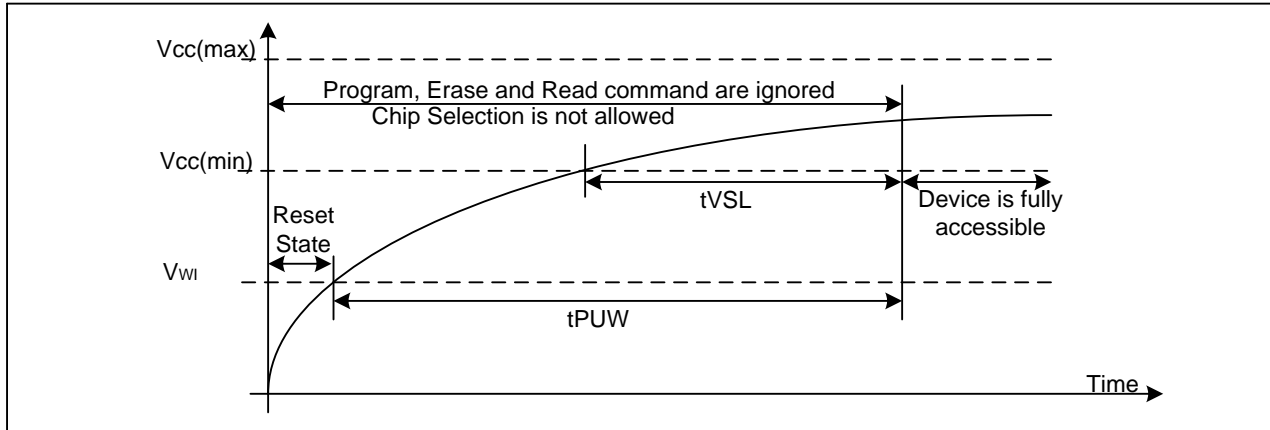 Vcc(max)
Program, Erase and Read command are ignored
Chip Selection is not allowed
Vcc(min)
tVSL
Device is fully
accessible
Reset
State
VWI
tPUW
Time